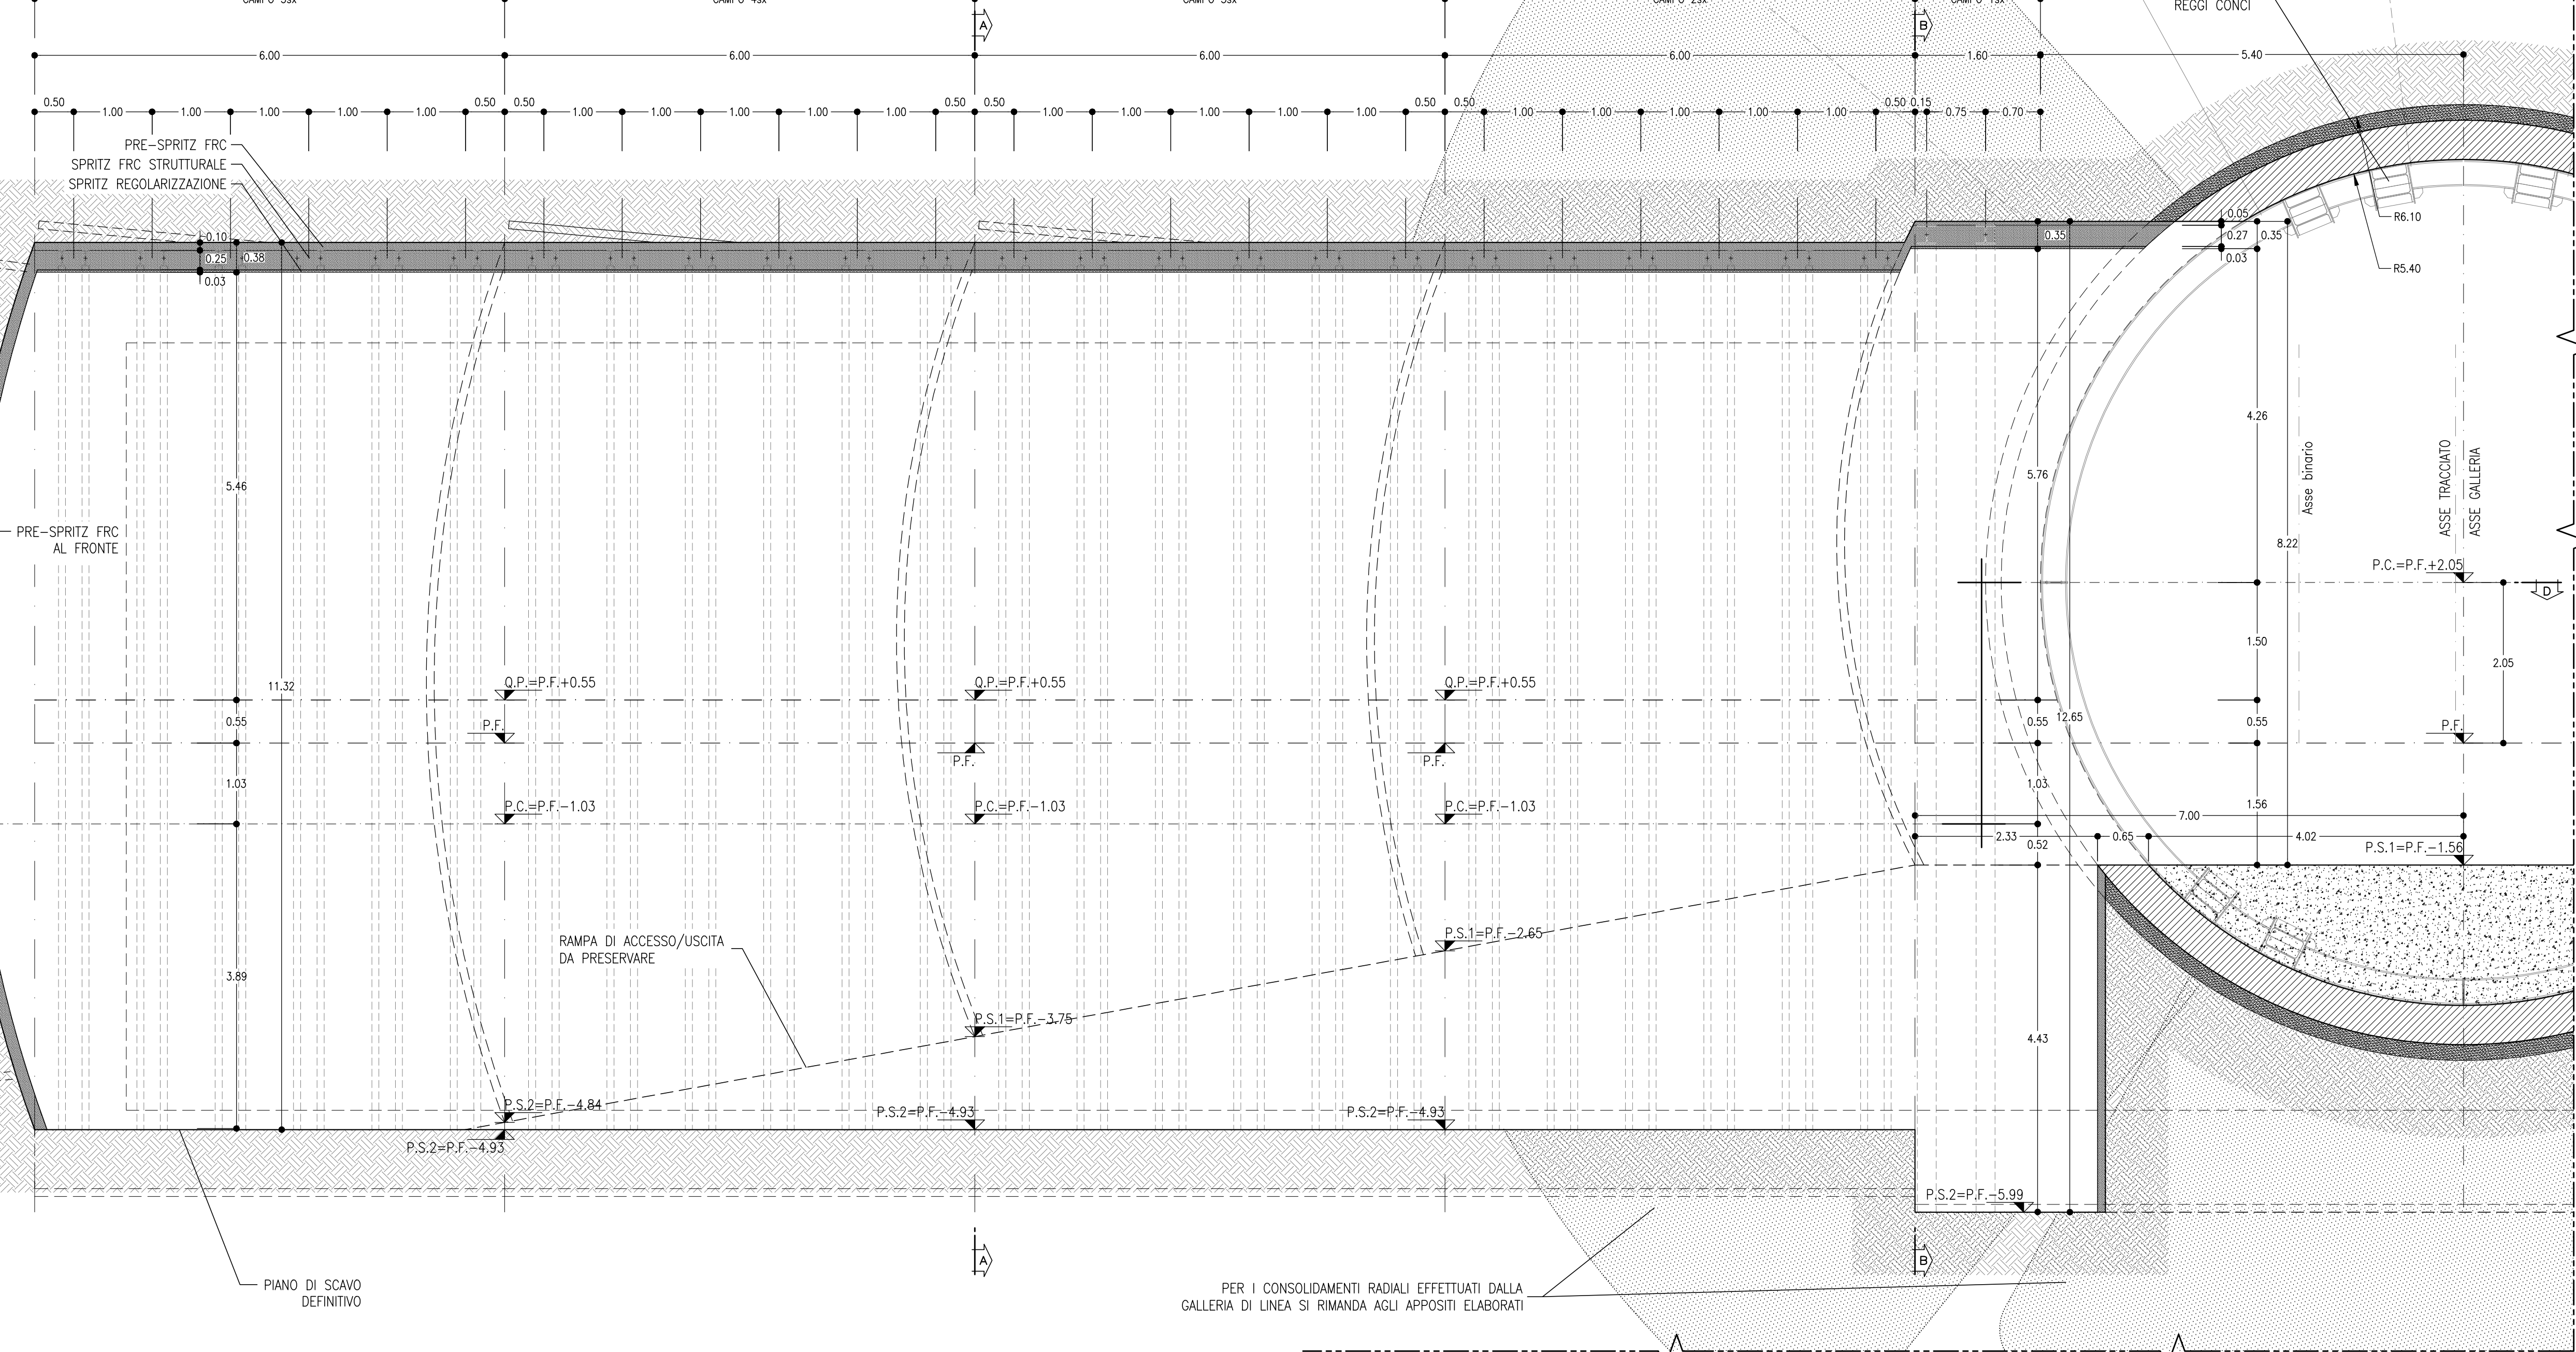 REGGI CONCI
A
B
6.00
6.00
6.00
6.00
1.60
5.40
0.50
1.00
1.00
1.00
1.00
1.00
0.50
0.50
1.00
1.00
1.00
1.00
1.00
0.50
0.50
1.00
1.00
1.00
1.00
1.00
0.50
0.50
1.00
1.00
1.00
1.00
1.00
0.50
0.15
0.75
0.70
PRE-SPRITZ FRC
SPRITZ FRC STRUTTURALE
SPRITZ REGOLARIZZAZIONE
0.10
0.25
0.38
0.03
0.35
0.05
0.27
0.35
0.03
R6.10
R5.40
5.46
4.26
5.76
PRE-SPRITZ FRC
AL FRONTE
Asse binario
ASSE TRACCIATO
ASSE GALLERIA
8.22
P.C.=P.F.+2.05
D
1.50
2.05
Q.P.=P.F.+0.55
Q.P.=P.F.+0.55
Q.P.=P.F.+0.55
11.32
0.55
12.65
0.55
0.55
P.F.
P.F.
P.F.
P.F.
1.03
1.03
1.56
P.C.=P.F.-1.03
P.C.=P.F.-1.03
P.C.=P.F.-1.03
7.00
2.33
0.65
4.02
0.52
P.S.1=P.F.-1.56
RAMPA DI ACCESSO/USCITA
DA PRESERVARE
P.S.1=P.F.-2.65
3.89
P.S.1=P.F.-3.75
4.43
P.S.2=P.F.-4.84
P.S.2=P.F.-4.93
P.S.2=P.F.-4.93
P.S.2=P.F.-4.93
P.S.2=P.F.-5.99
A
B
PIANO DI SCAVO
DEFINITIVO
PER I CONSOLIDAMENTI RADIALI EFFETTUATI DALLA
GALLERIA DI LINEA SI RIMANDA AGLI APPOSITI ELABORATI